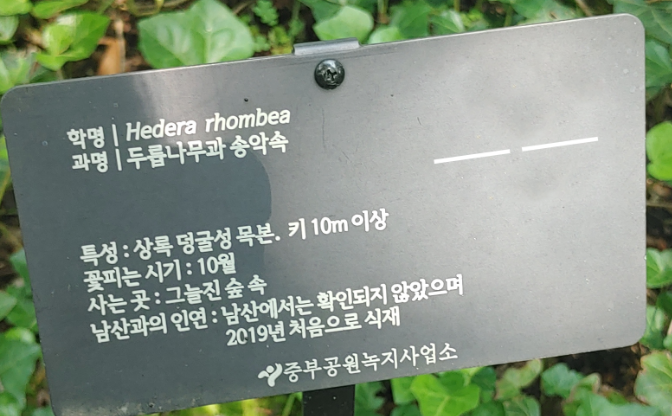 학명 | Hedera rhombea
과명 | 두릅나무과 송악속
특성 : 상록 덩굴성 목본. 키 10m 이상
꽃피는 시기 : 10월
사는 곳 : 그늘진 숲 속
남산과의 인연 : 남산에서는 확인되지 않았으며
2019년 처음으로 식재
중부공원녹지사업소